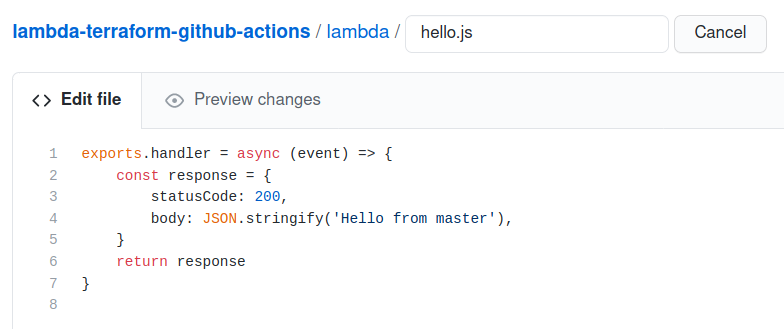 lambda-terraform-github-actions / lambda / hello.js Cancel
Edit file Preview changes
1 exports.handler = async (event) => {
2     const response = {
3         statusCode: 200,
4         body: JSON.stringify('Hello from master'),
5     }
6     return response
7 }
8